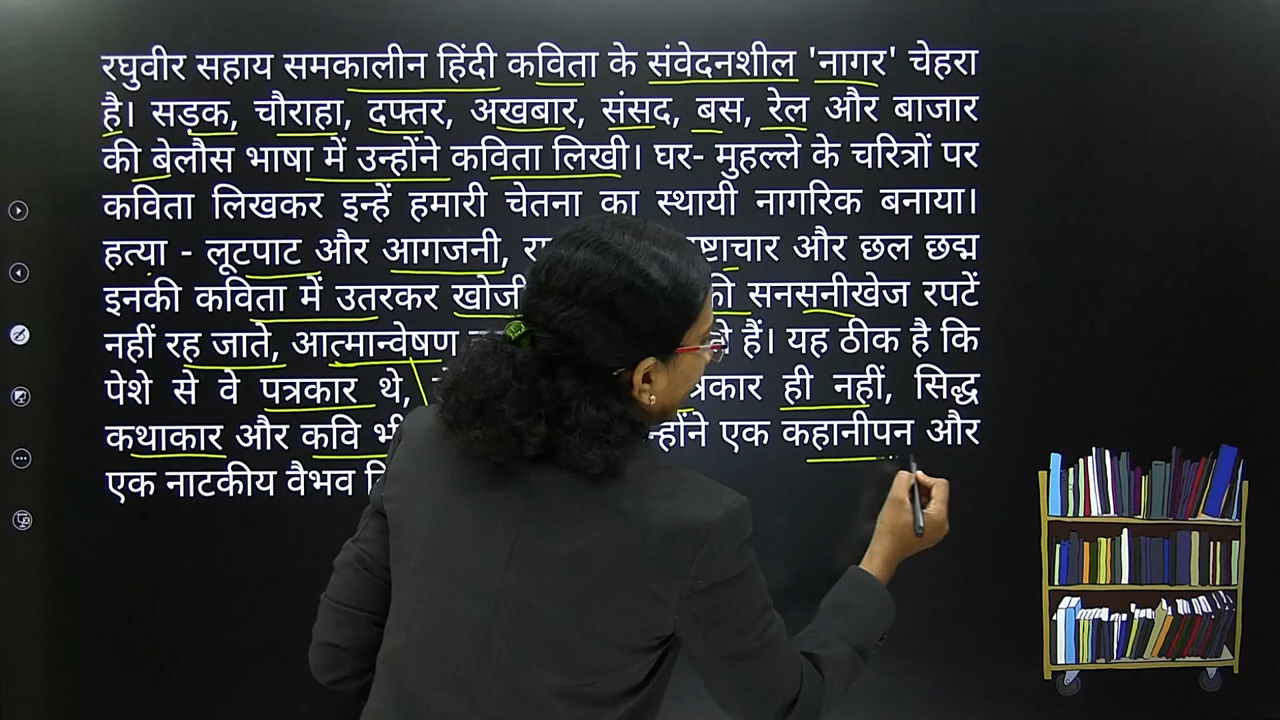 रघुवीर सहाय समकालीन हिंदी कविता के संवेदनशील 'नागर' चेहरा
है। सड़क, चौराहा, दफ्तर, अखबार, संसद, बस, रेल और बाजार
की बेलौस भाषा में उन्होंने कविता लिखी। घर- मुहल्ले के चरित्रों पर
कविता लिखकर इन्हें हमारी चेतना का स्थायी नागरिक बनाया।
हत्या - लूटपाट और आगजनी, और छल छद्म
इनकी कविता में उतरकर सनसनीखेज रपटें
नहीं रह जाते, आत्मान्वेषण हैं। यह ठीक है कि
पेशे से वे पत्रकार थे, ही नहीं, सिद्ध
कथाकार और कवि एक कहानीपन और
एक नाटकीय वैभव